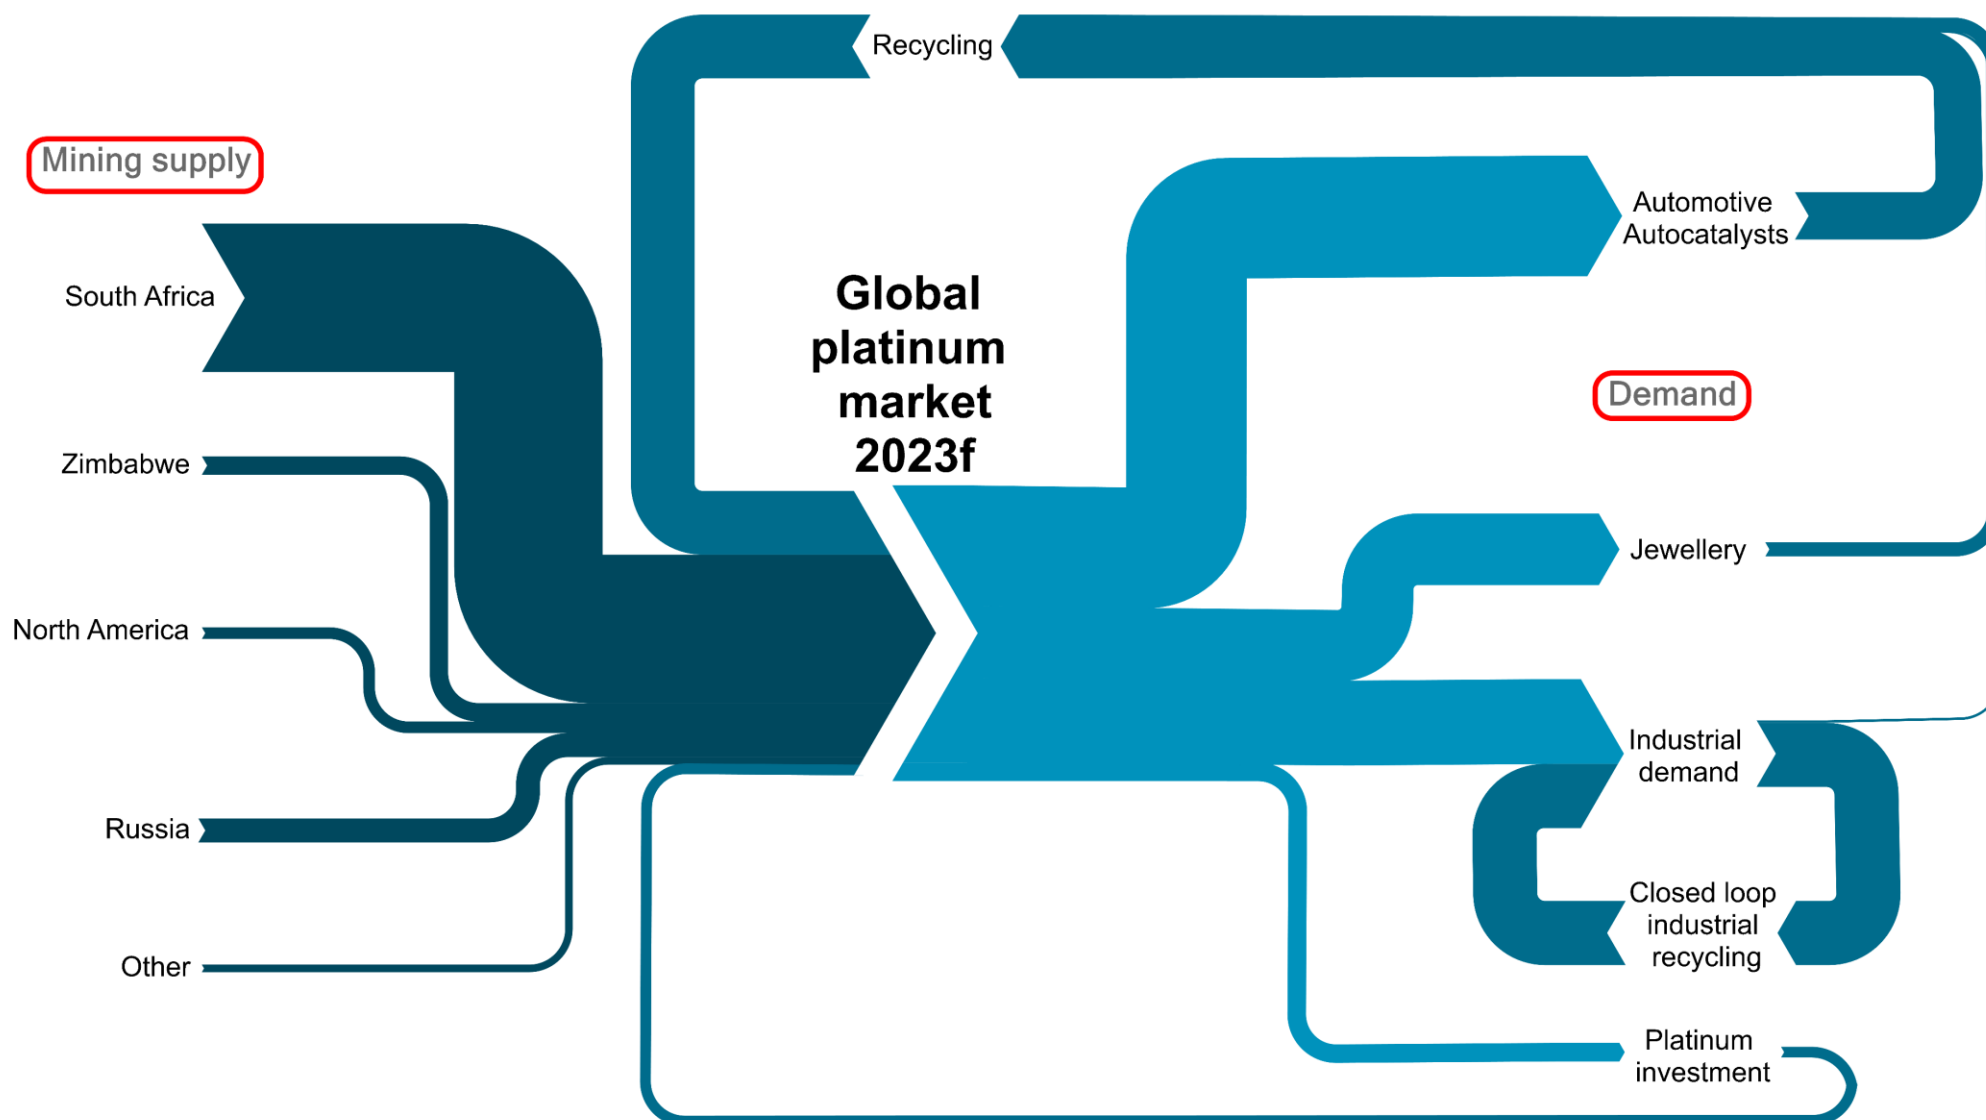 Recycling
Mining supply
South Africa
Zimbabwe
North America
Russia
Other
Global
platinum
market
2023f
Automotive
Autocatalysts
Demand
Jewellery
Industrial
demand
Closed loop
industrial
recycling
Platinum
investment